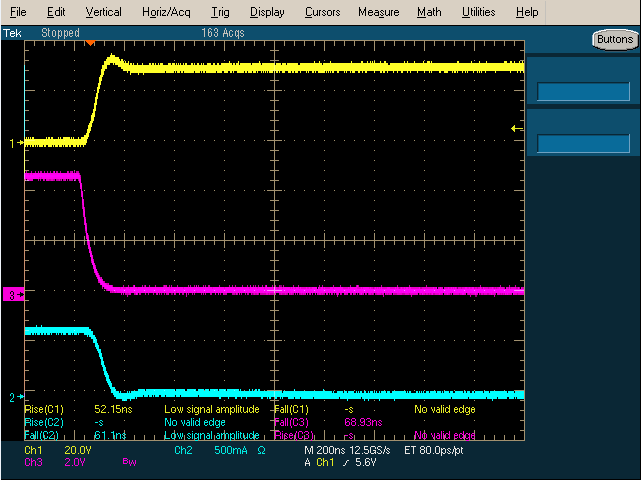 File Edit Vertical Horiz/Acq Trig Display Cursors Measure Math Utilities Help
Tek Stopped 163 Acqs
Buttons
1
3
2
Rise(C1) 52.15ns Low signal amplitude Fall(C1) -s No valid edge
Rise(C2) -s No valid edge Fall(C3) 68.93ns
Fall(C2) 61.1ns Low signal amplitude Rise(C3) -s No valid edge
Ch1 20.0V Ch2 500mA Ω M 200ns 12.5GS/s ET 80.0ps/pt
Ch3 2.0V BW A Ch1 5.6V